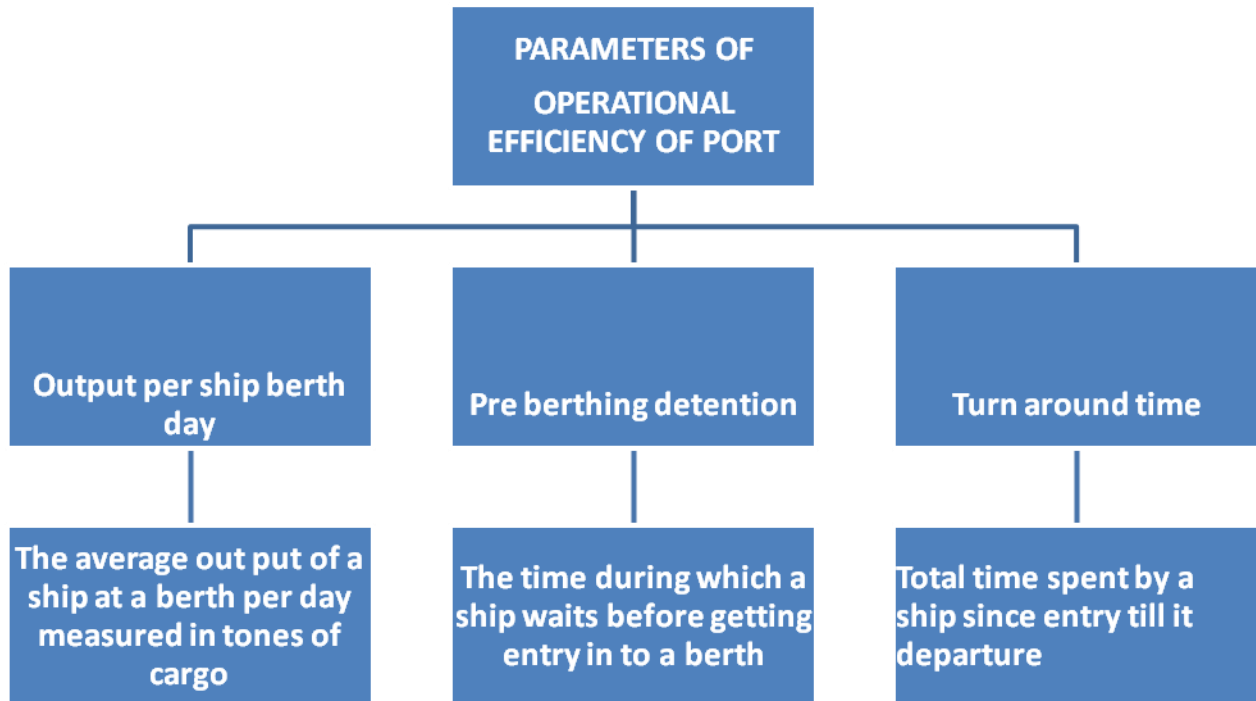 PARAMETERS OF
OPERATIONAL
EFFICIENCY OF PORT
Output per ship berth
day
Pre berthing detention
Turn around time
The average out put of a
ship at a berth per day
measured in tones of
cargo
The time during which a
ship waits before getting
entry in to a berth
Total time spent by a
ship since entry till it
departure